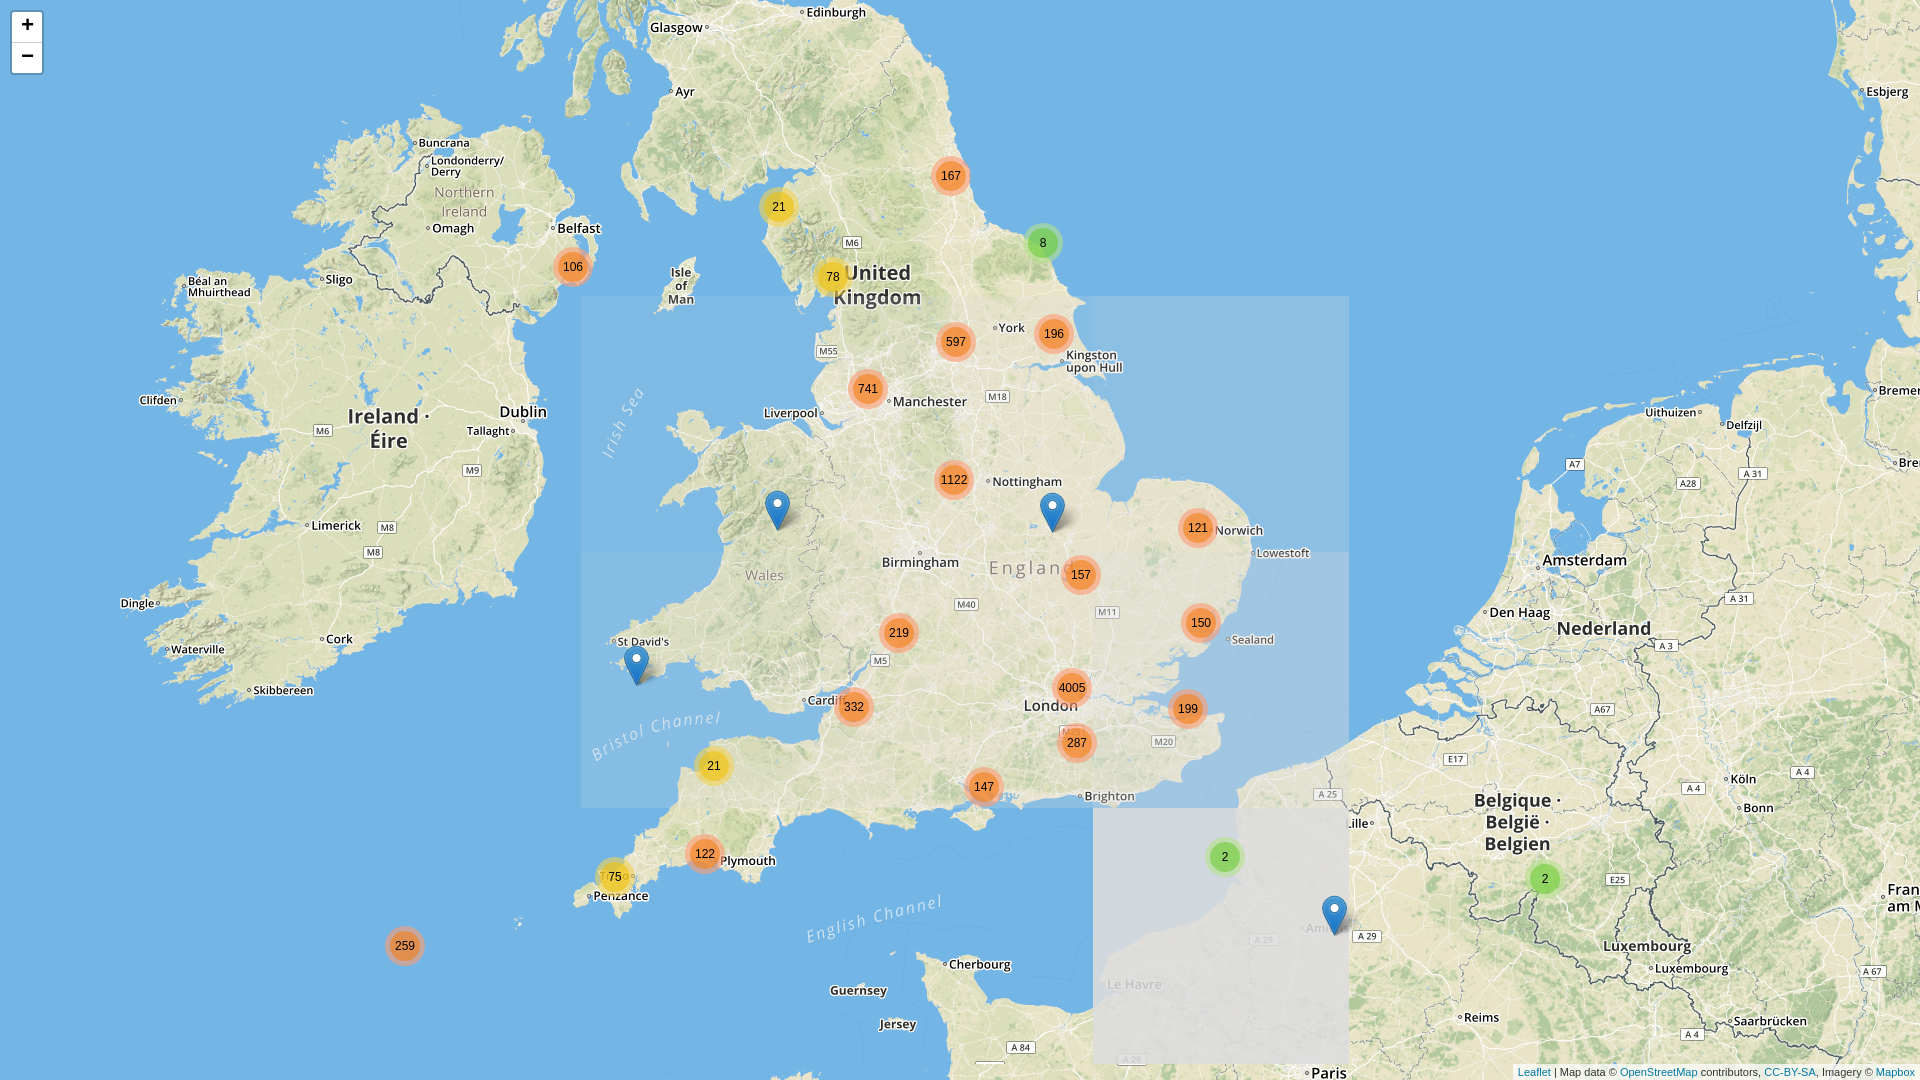 +
−
Edinburgh
Glasgow
Ayr
Esbjerg
Buncrana
Londonderry/
Derry
Northern
Ireland
Omagh
Belfast
167
21
8
M6
106
Isle
of
Man
78
United
Kingdom
Sligo
Béal an
Mhuirthead
York
196
597
M55
Kingston
upon Hull
741
Manchester
M18
Clifden
Ireland ·
Éire
Dublin
Tallaght
M6
Liverpool
Irish Sea
M9
Uithuizen
Delfzijl
A7
A 31
A28
1122
Nottingham
Limerick
M8
M8
121
Norwich
Lowestoft
Birmingham
England
157
Wales
Amsterdam
Dingle
M40
M11
A 31
Den Haag
Nederland
219
150
Sealand
Cork
Waterville
St David's
M5
A 3
Skibbereen
4005
London
332
199
A67
Bristol Channel
287
M20
E17
21
147
Brighton
A 25
Köln
A 4
A 4
Bonn
Belgique ·
België ·
Belgien
Lille
122
Plymouth
2
2
E25
75
Penzance
English Channel
A 29
A 29
259
Luxembourg
Luxembourg
A 67
Cherbourg
Le Havre
Guernsey
Jersey
Reims
Saarbrücken
A 4
A 84
A 28
Paris
Leaflet | Map data © OpenStreetMap contributors, CC-BY-SA, Imagery © Mapbox